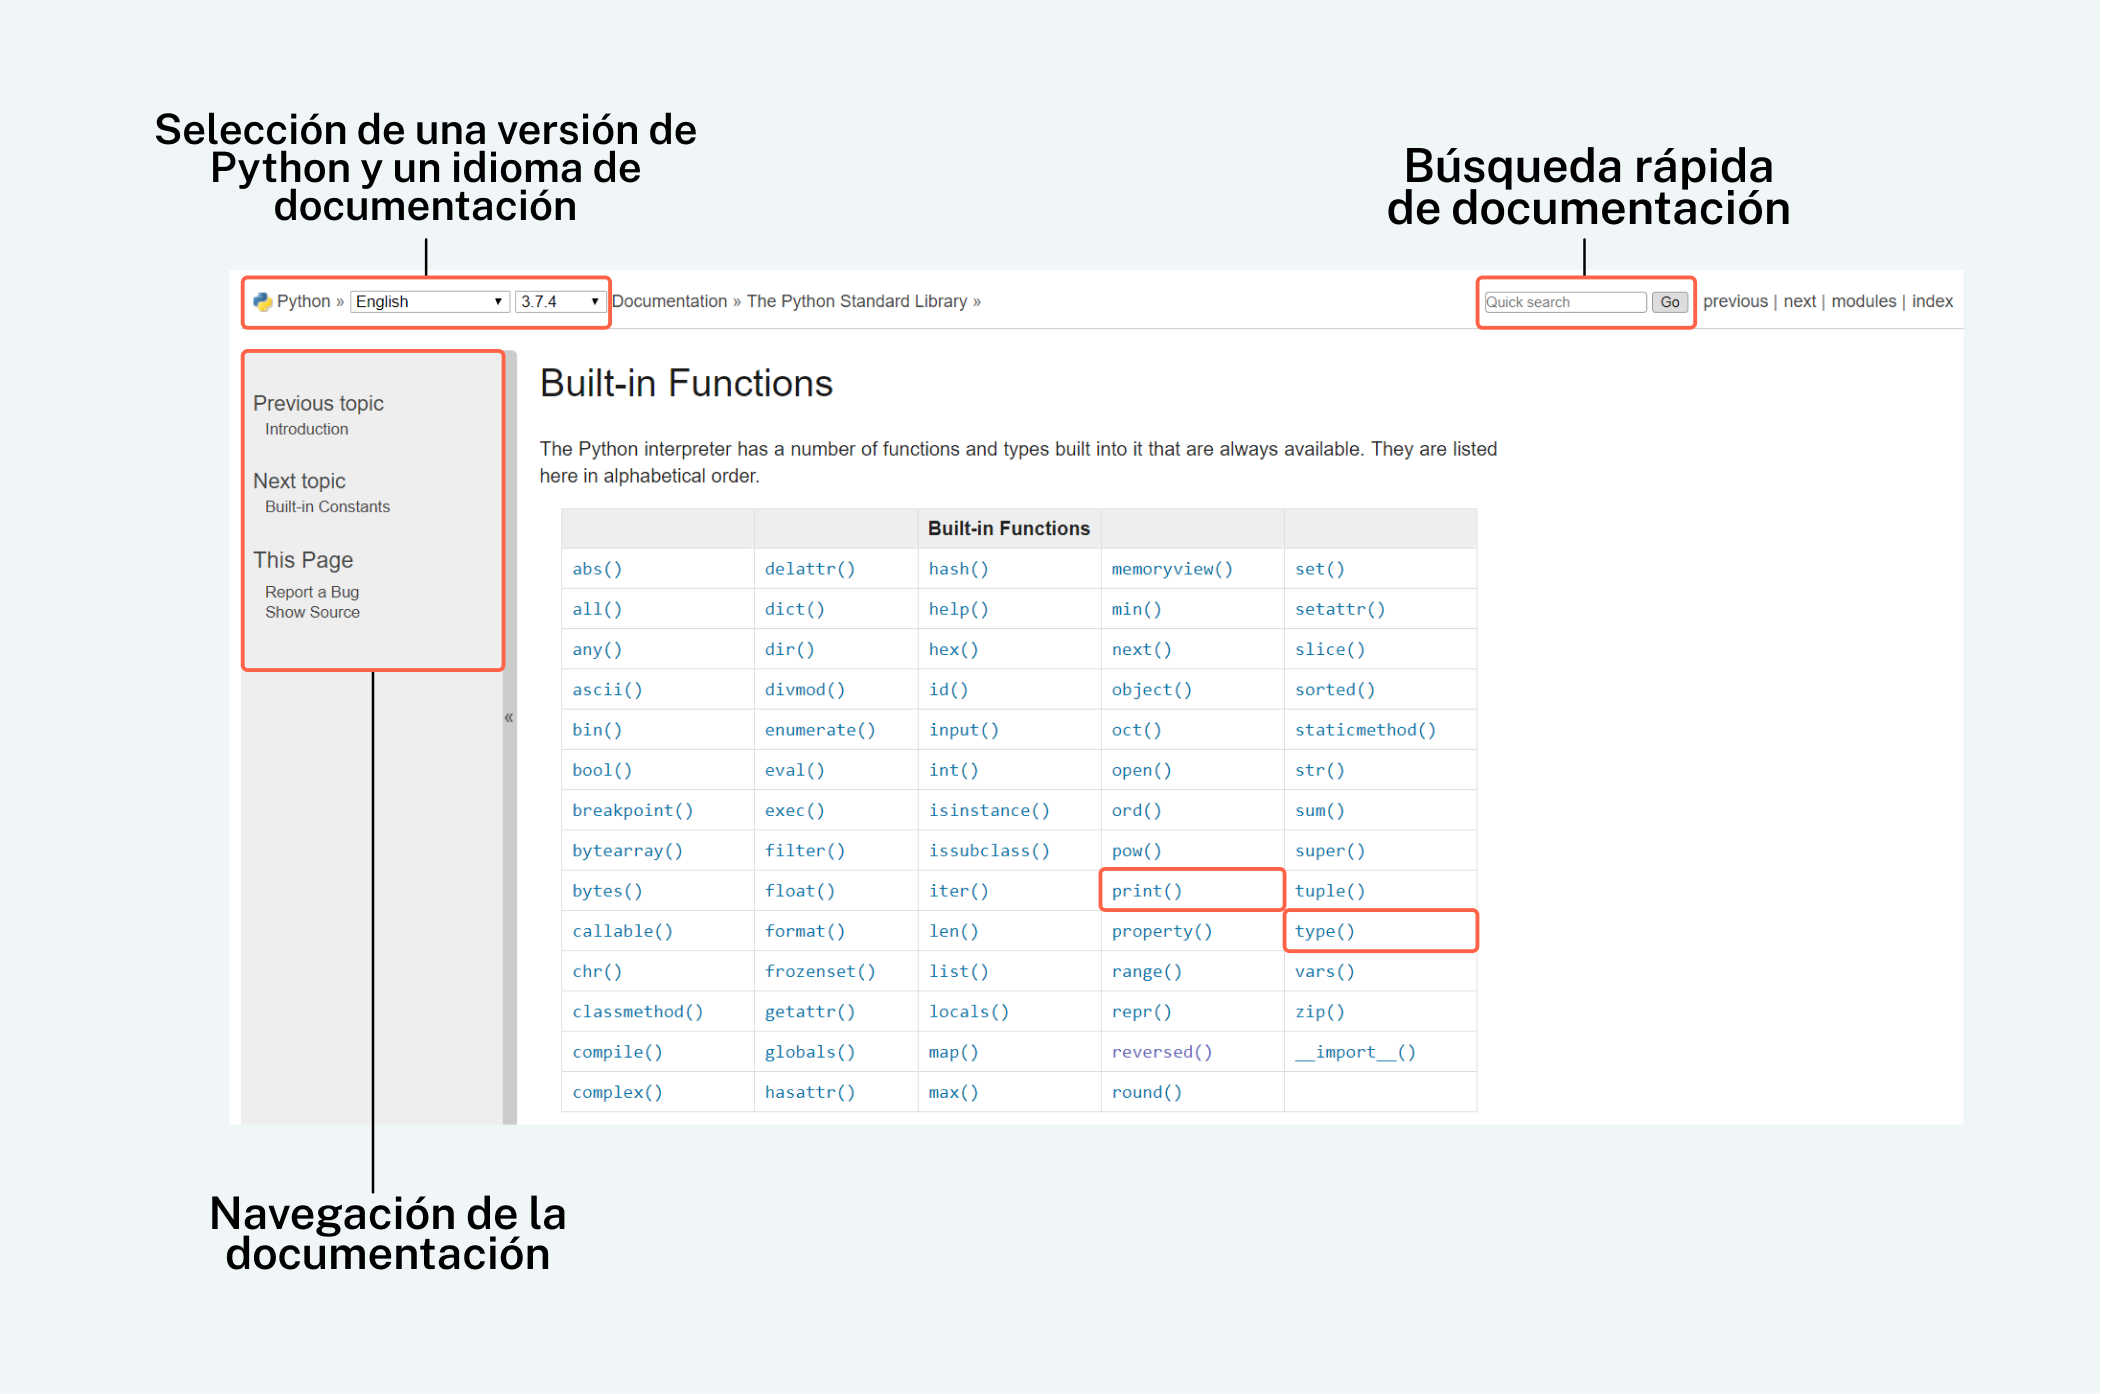 Selección de una versión de
Python y un idioma de
documentación
Búsqueda rápida
de documentación
Python » English 3.7.4 Documentation » The Python Standard Library »
Quick search Go previous | next | modules | index
Previous topic
Introduction
Next topic
Built-in Constants
This Page
Report a Bug
Show Source
«
Built-in Functions
The Python interpreter has a number of functions and types built into it that are always available. They are listed
here in alphabetical order.
Built-in Functions
abs() delattr() hash() memoryview() set()
all() dict() help() min() setattr()
any() dir() hex() next() slice()
ascii() divmod() id() object() sorted()
bin() enumerate() input() oct() staticmethod()
bool() eval() int() open() str()
breakpoint() exec() isinstance() ord() sum()
bytearray() filter() issubclass() pow() super()
bytes() float() iter() print() tuple()
callable() format() len() property() type()
chr() frozenset() list() range() vars()
classmethod() getattr() locals() repr() zip()
compile() globals() map() reversed() __import__()
complex() hasattr() max() round()
Navegación de la
documentación